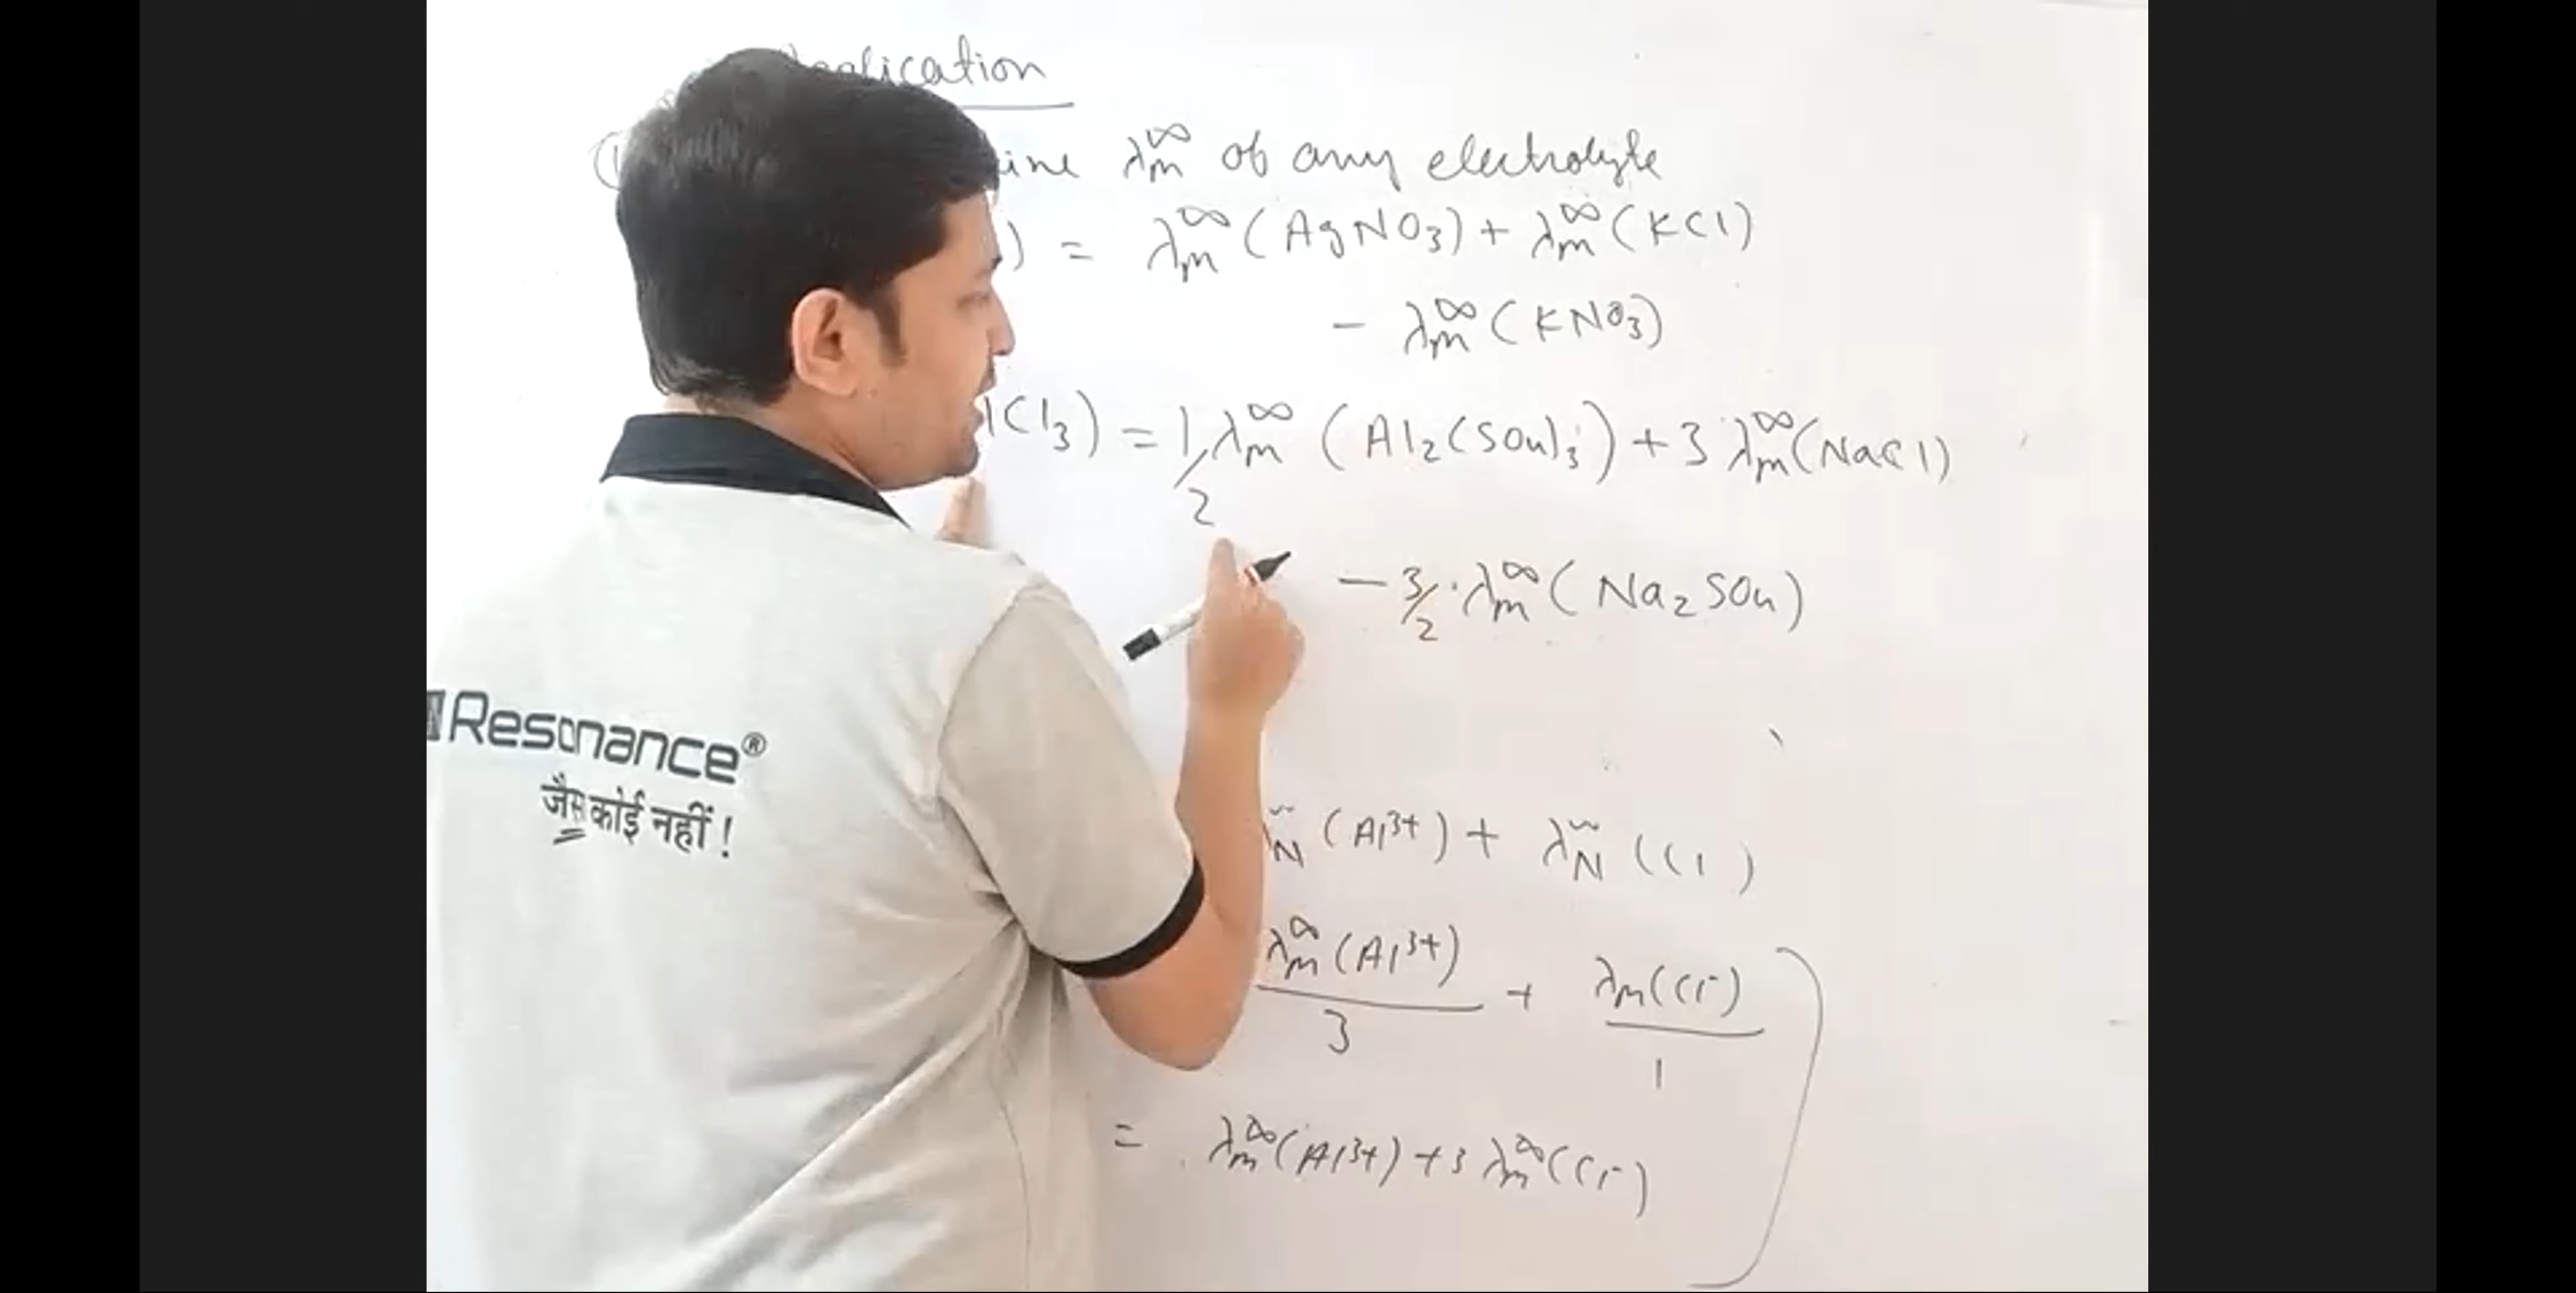 Application
λm^∞ of any electrolyte
) = λm^∞ (AgNO3) + λm^∞ (KCl)
- λm^∞ (KNO3)
lCl3) = 1/2 λm^∞ (Al2(SO4)3) + 3 λm^∞ (NaCl)
- 3/2 · λm^∞ (Na2SO4)
Resonance®
जैसा कोई नहीं !
λN^∞ (Al3+) + λN^∞ (Cl )
λm^∞ (Al3+) / 3 + λm (Cl-) / 1
= λm^∞ (Al3+) + 3 λm^∞ (Cl-)